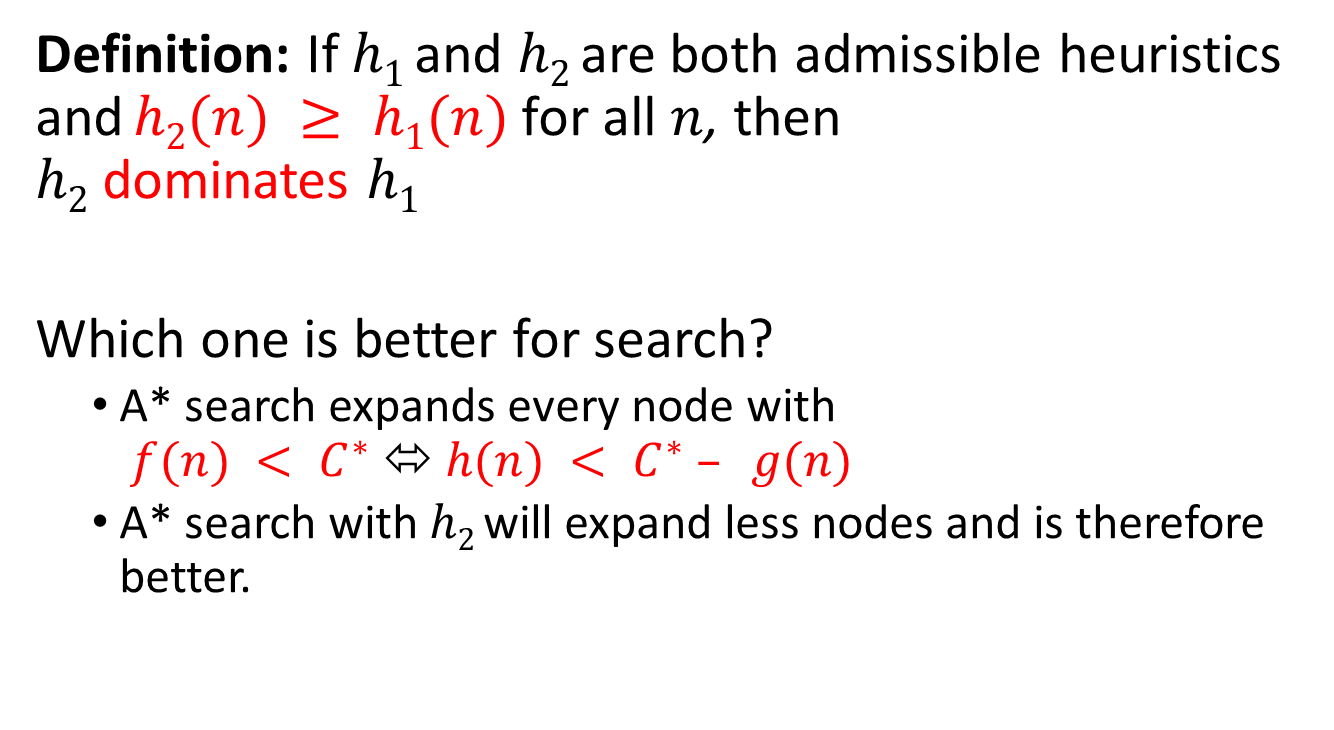 Definition: If h₁ and h₂ are both admissible heuristics
and h₂(n) ≥ h₁(n) for all n, then
h₂ dominates h₁
Which one is better for search?
• A* search expands every node with
f(n) < C* ⬄ h(n) < C* – g(n)
• A* search with h₂ will expand less nodes and is therefore
better.